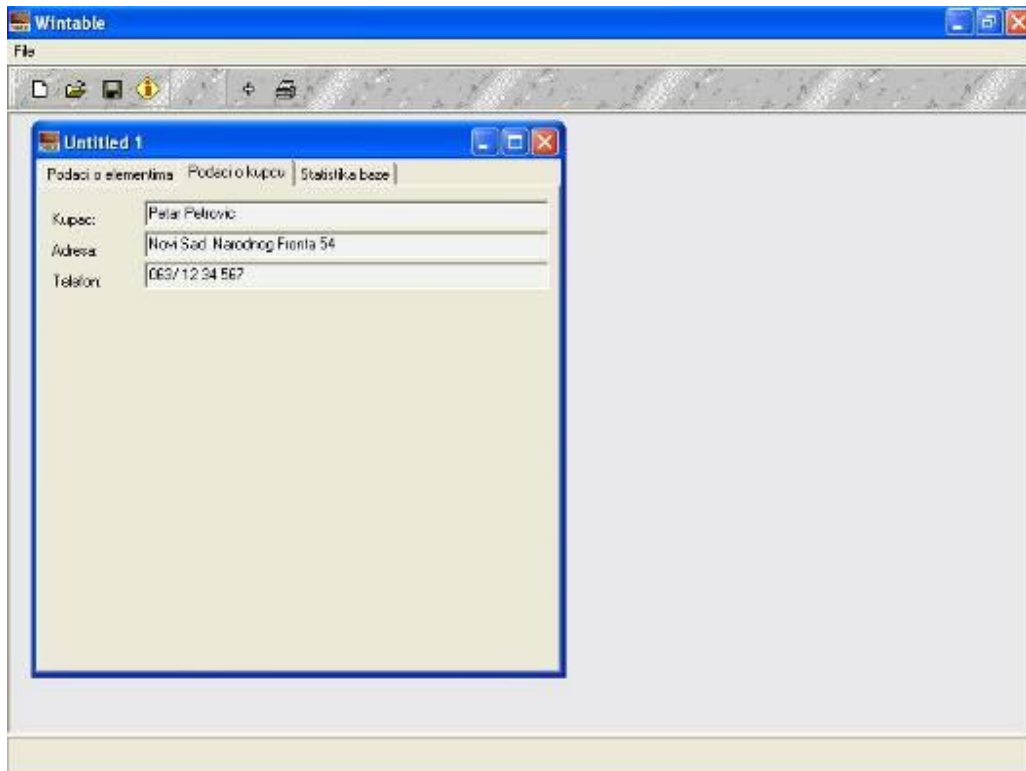 Wintable
File
Untitled 1
Podaci o elementima Podaci o kupcu Statistika baze
Kupac: Petar Petrovic
Adresa: Novi Sad Narodnog Fronta 54
Telefon: 063/ 12 34 567